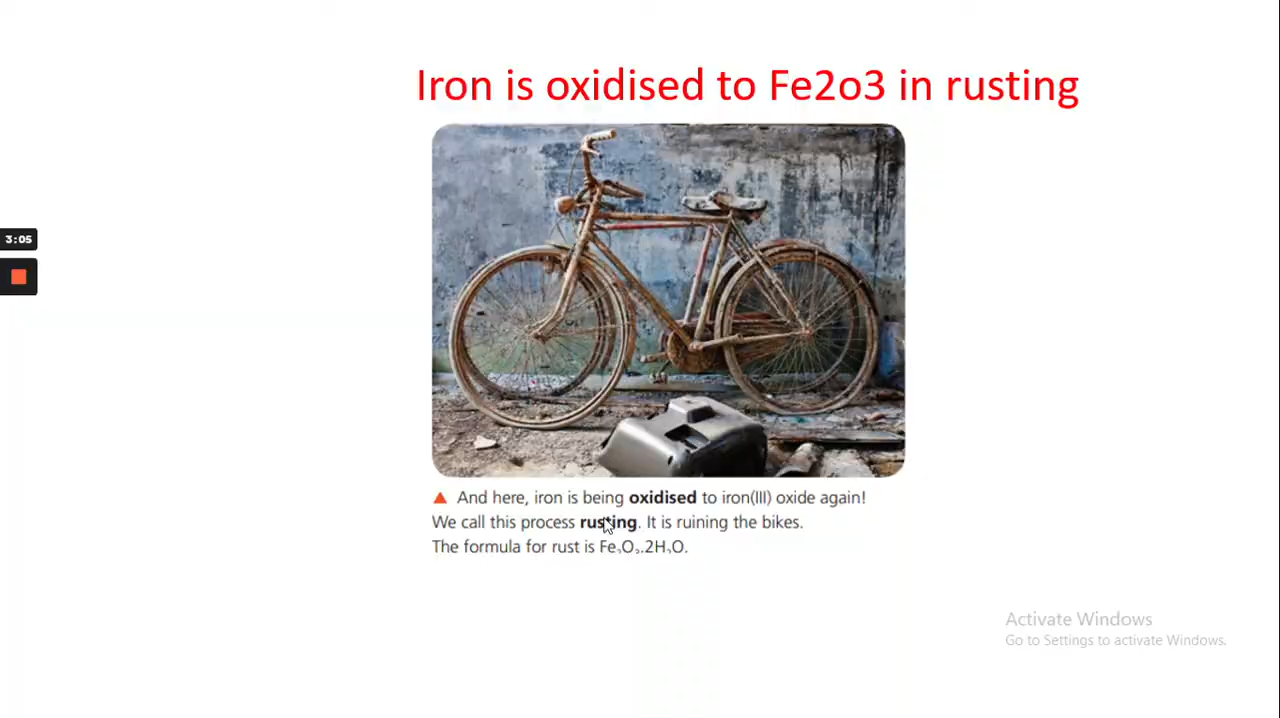 Iron is oxidised to Fe2o3 in rusting
3:05
▲ And here, iron is being oxidised to iron(III) oxide again!
We call this process rusting. It is ruining the bikes.
The formula for rust is Fe₂O₃.2H₂O.
Activate Windows
Go to Settings to activate Windows.